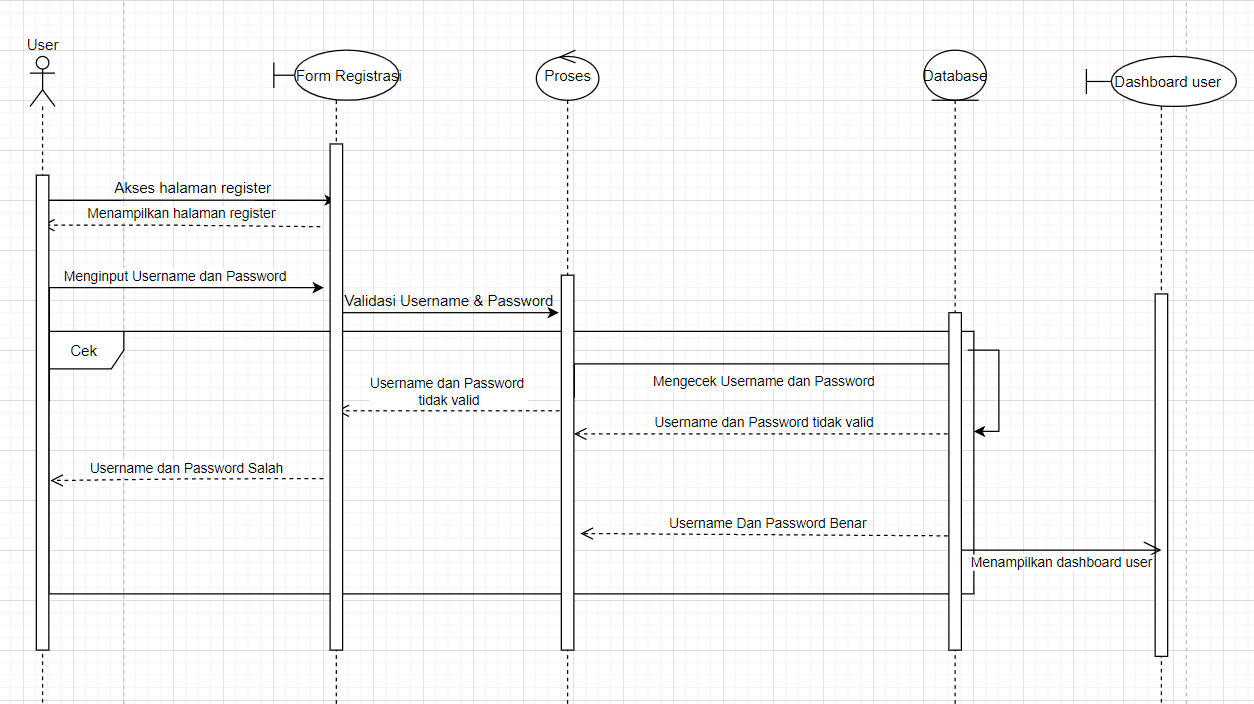 User
Form Registrasi
Proses
Database
Dashboard user
Akses halaman register
Menampilkan halaman register
Menginput Username dan Password
Validasi Username & Password
Cek
Mengecek Username dan Password
Username dan Password
tidak valid
Username dan Password tidak valid
Username dan Password Salah
Username Dan Password Benar
Menampilkan dashboard user